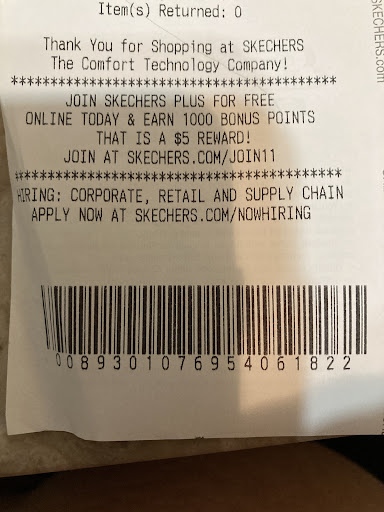 Item(s) Returned: 0
Thank You for Shopping at SKECHERS
The Comfort Technology Company!
*******************************************
JOIN SKECHERS PLUS FOR FREE
ONLINE TODAY & EARN 1000 BONUS POINTS
THAT IS A $5 REWARD!
JOIN AT SKECHERS.COM/JOIN11
*******************************************
HIRING: CORPORATE, RETAIL AND SUPPLY CHAIN
APPLY NOW AT SKECHERS.COM/NOWHIRING
0089301076954061822
SKECHERS.com